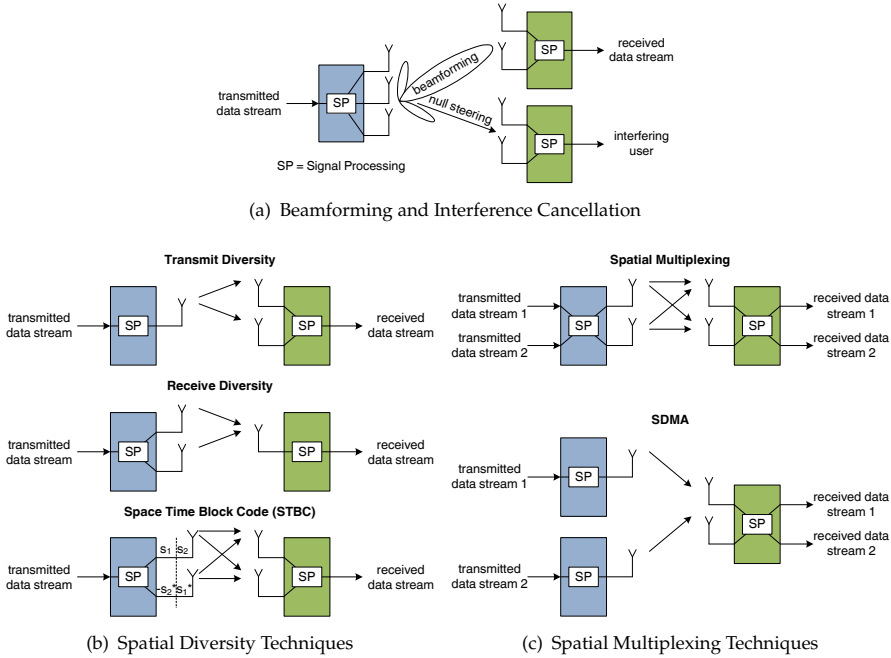 SP
beamforming
null steering
transmitted
data stream
SP
received
data stream
SP
interfering
user
SP = Signal Processing
(a) Beamforming and Interference Cancellation
Transmit Diversity
transmitted
data stream
SP
SP
received
data stream
Receive Diversity
transmitted
data stream
SP
SP
received
data stream
Space Time Block Code (STBC)
transmitted
data stream
SP
s₁ s₂
-s₂* s₁*
SP
received
data stream
(b) Spatial Diversity Techniques
Spatial Multiplexing
transmitted
data stream 1
transmitted
data stream 2
SP
SP
received data
stream 1
received data
stream 2
SDMA
transmitted
data stream 1
SP
transmitted
data stream 2
SP
SP
received data
stream 1
received data
stream 2
(c) Spatial Multiplexing Techniques